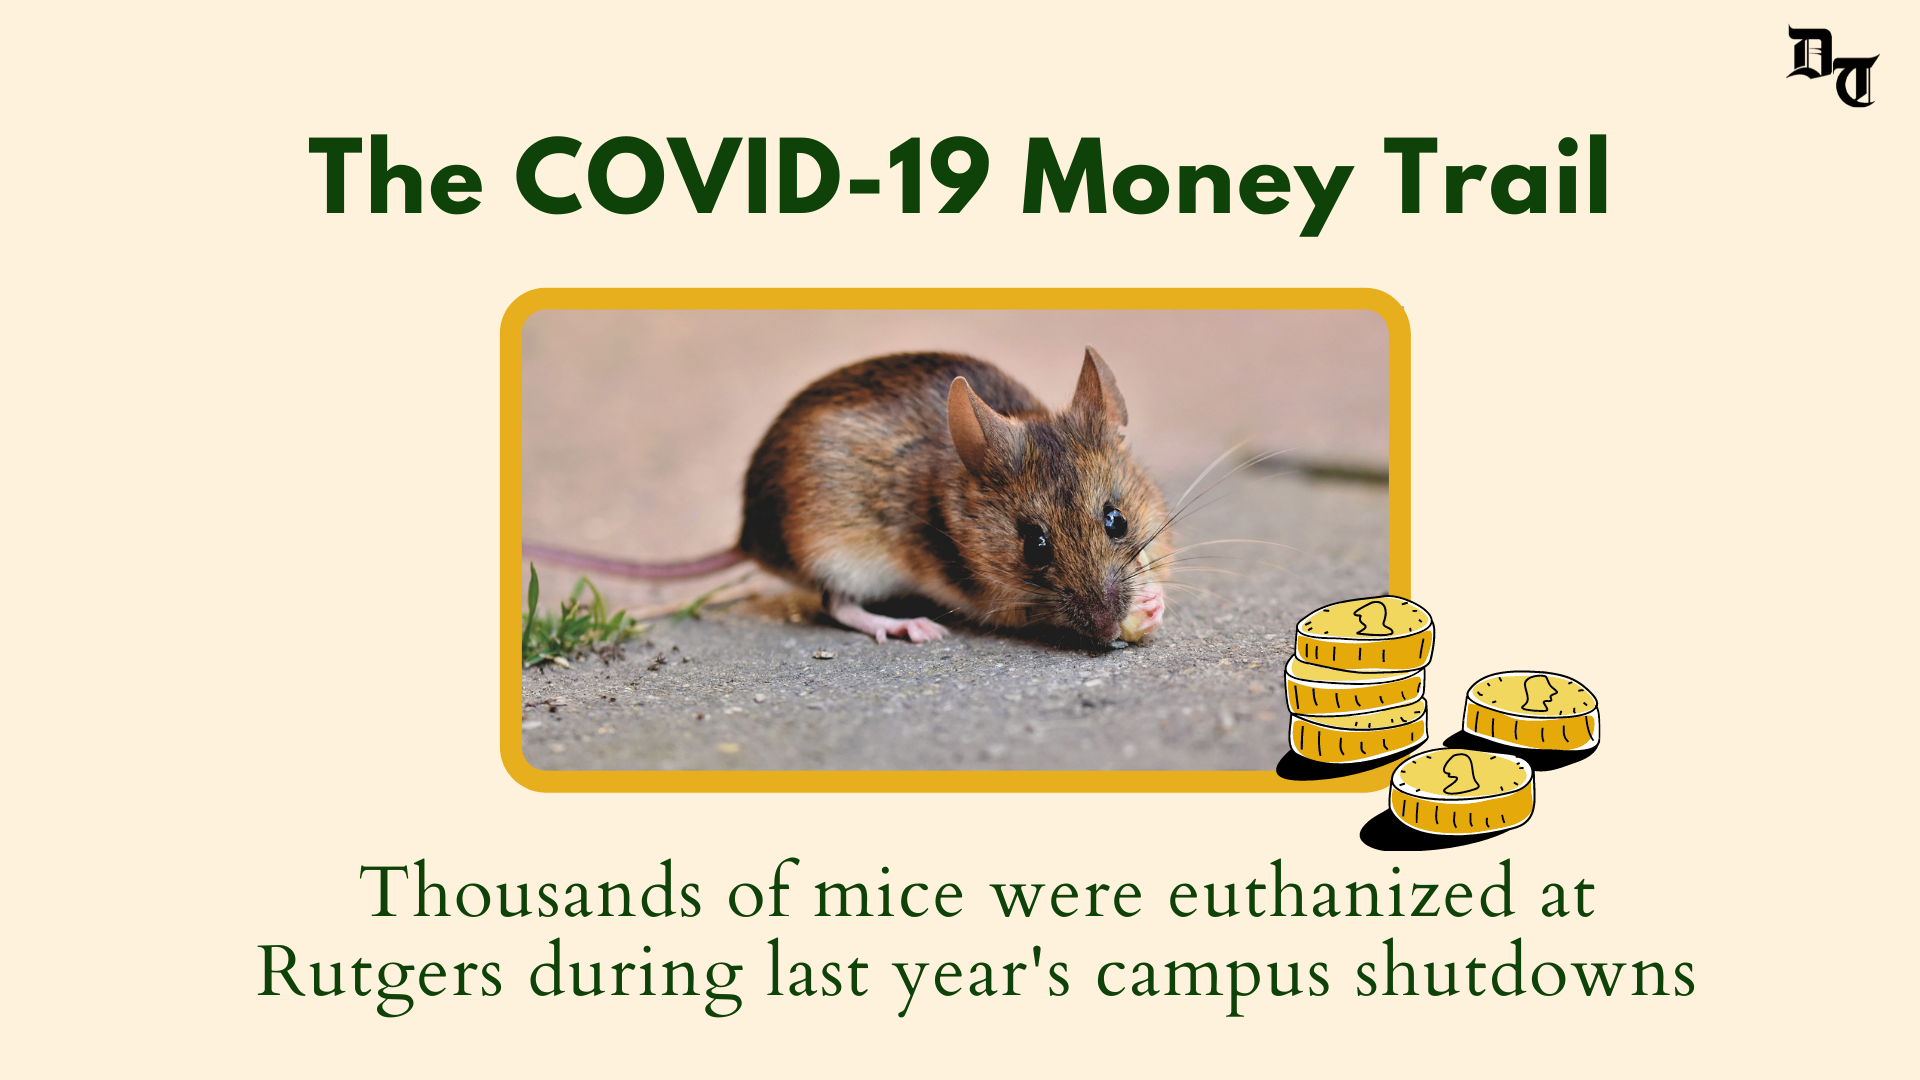 DT
The COVID-19 Money Trail
Thousands of mice were euthanized at
Rutgers during last year's campus shutdowns